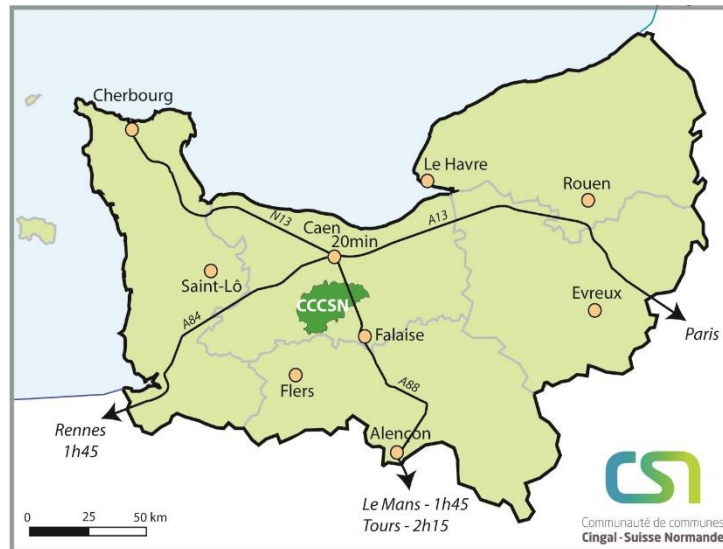 Cherbourg
Le Havre
Rouen
N13
A13
Caen
20min
Saint-Lô
CCCSN
Evreux
A84
Falaise
Paris
Flers
A88
Rennes
1h45
Alençon
Le Mans - 1h45
Tours - 2h15
0 25 50 km
CSN
Communauté de communes
Cingal - Suisse Normande